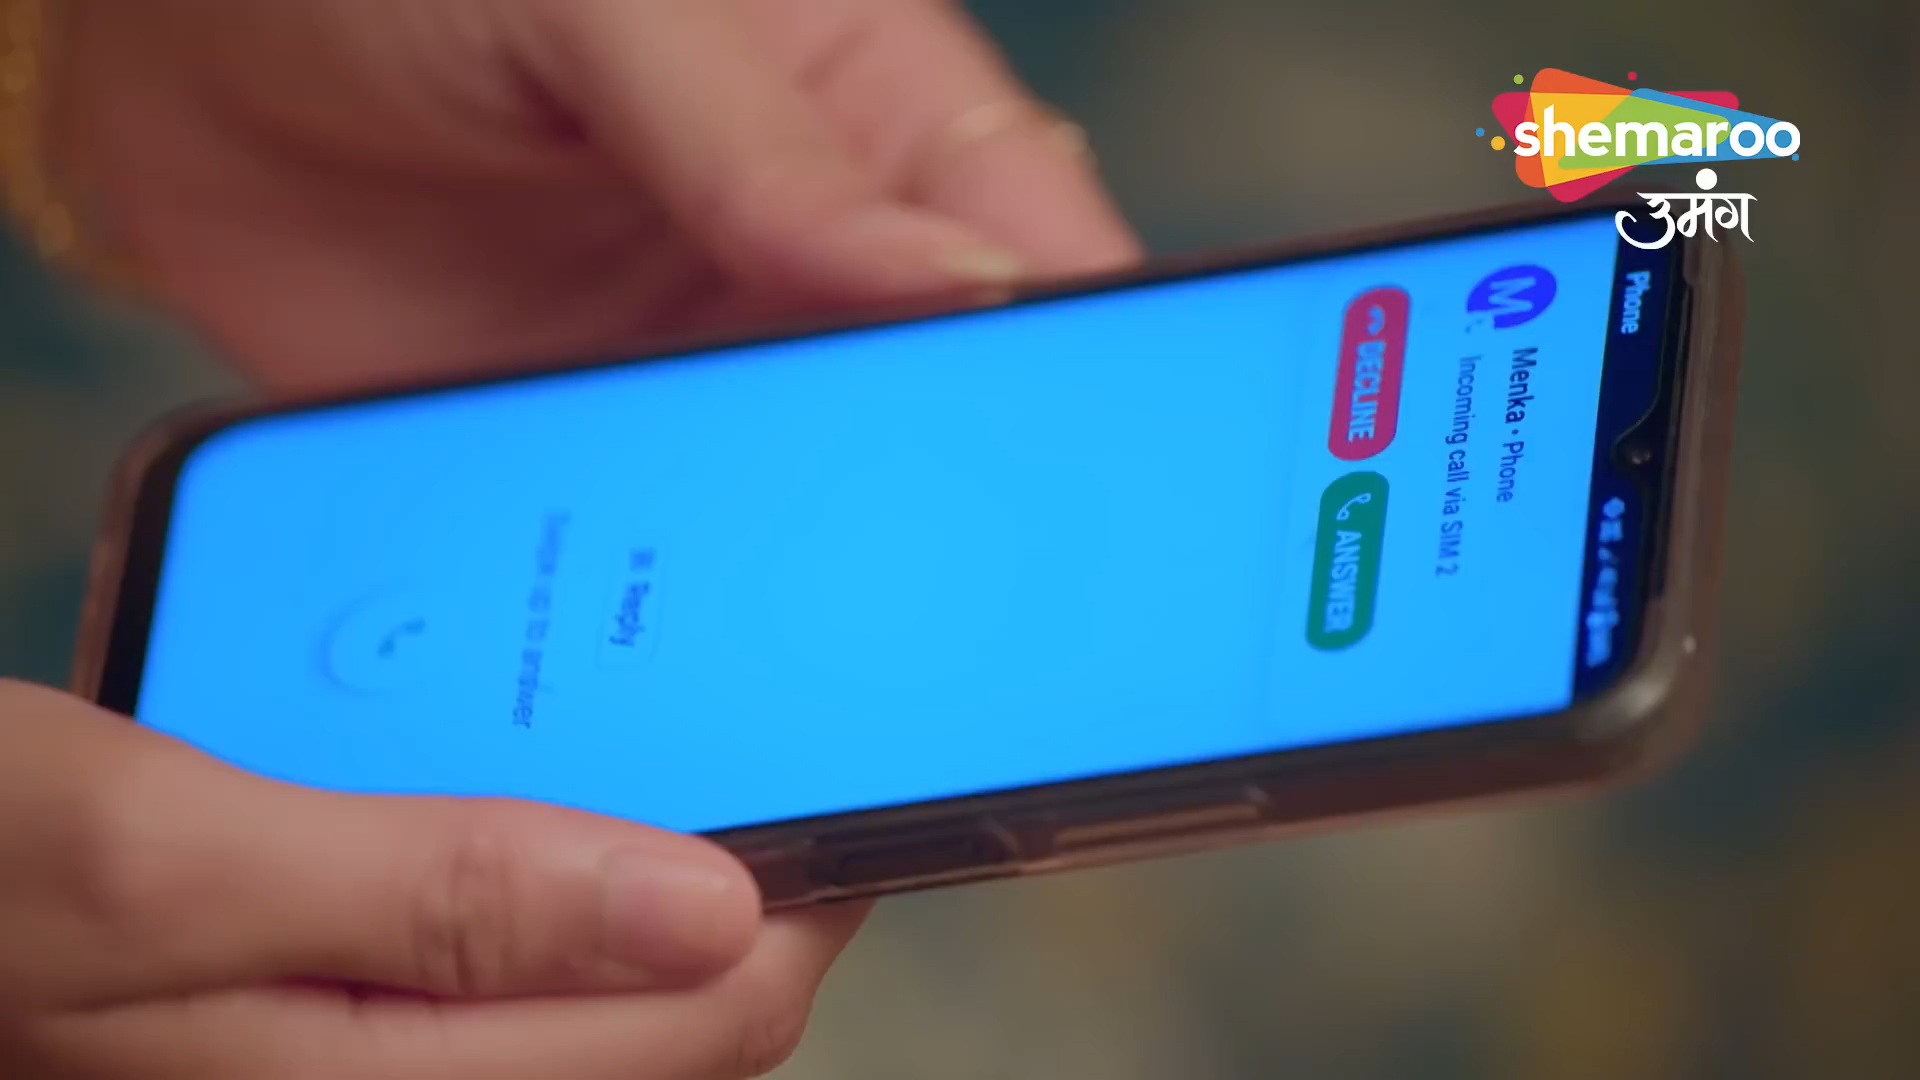 shemaroo
उमंग
Phone
M
Menka • Phone
Incoming call via SIM 2
DECLINE
ANSWER
Reply
Swipe up to answer